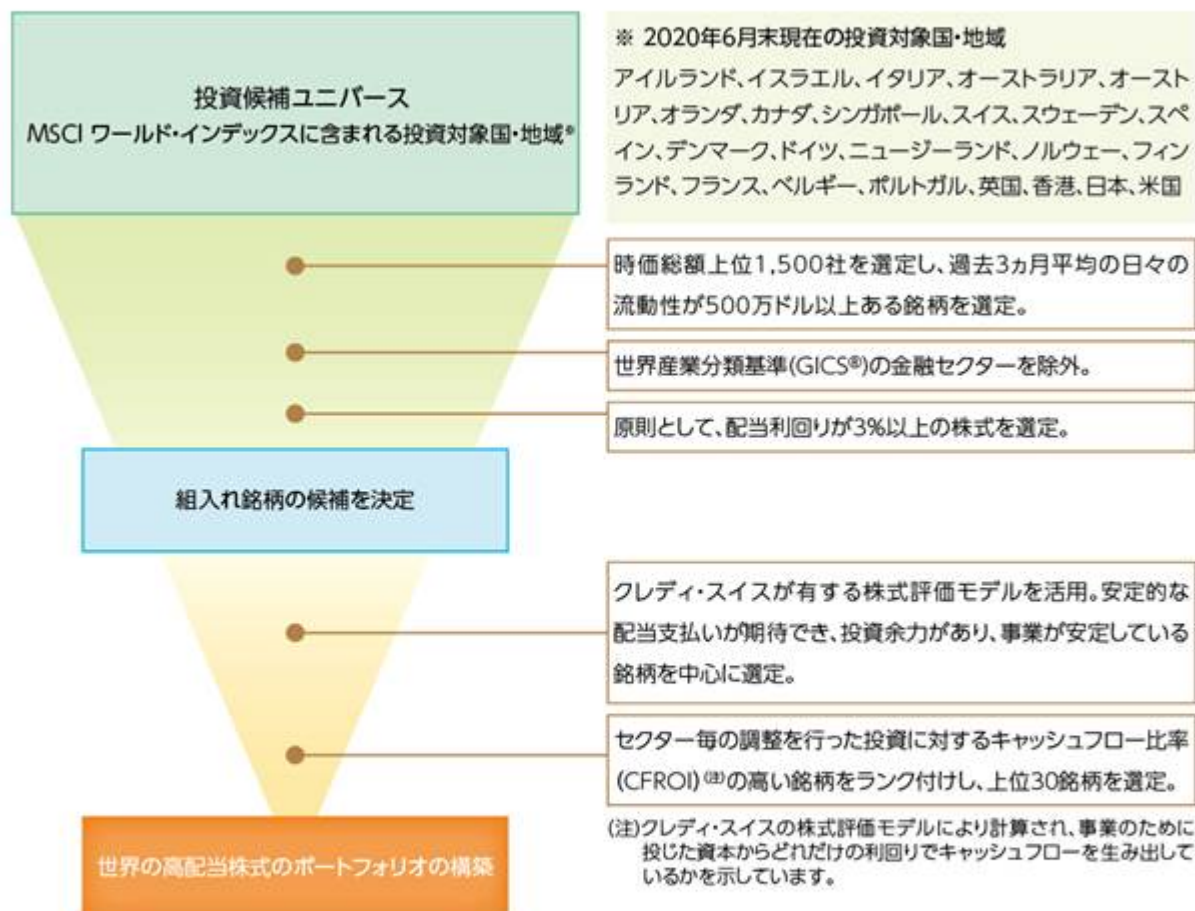 投資候補ユニバース
MSCI ワールド・インデックスに含まれる投資対象国・地域※
※ 2020年6月末現在の投資対象国・地域
アイルランド、イスラエル、イタリア、オーストラリア、オースト
リア、オランダ、カナダ、シンガポール、スイス、スウェーデン、スペ
イン、デンマーク、ドイツ、ニュージーランド、ノルウェー、フィン
ランド、フランス、ベルギー、ポルトガル、英国、香港、日本、米国
時価総額上位1,500社を選定し、過去3ヵ月平均の日々の
流動性が500万ドル以上ある銘柄を選定。
世界産業分類基準(GICS®)の金融セクターを除外。
原則として、配当利回りが3%以上の株式を選定。
組入れ銘柄の候補を決定
クレディ・スイスが有する株式評価モデルを活用。安定的な
配当支払いが期待でき、投資余力があり、事業が安定している
銘柄を中心に選定。
セクター毎の調整を行った投資に対するキャッシュフロー比率
(CFROI)(注)の高い銘柄をランク付けし、上位30銘柄を選定。
(注)クレディ・スイスの株式評価モデルにより計算され、事業のために
投じた資本からどれだけの利回りでキャッシュフローを生み出して
いるかを示しています。
世界の高配当株式のポートフォリオの構築